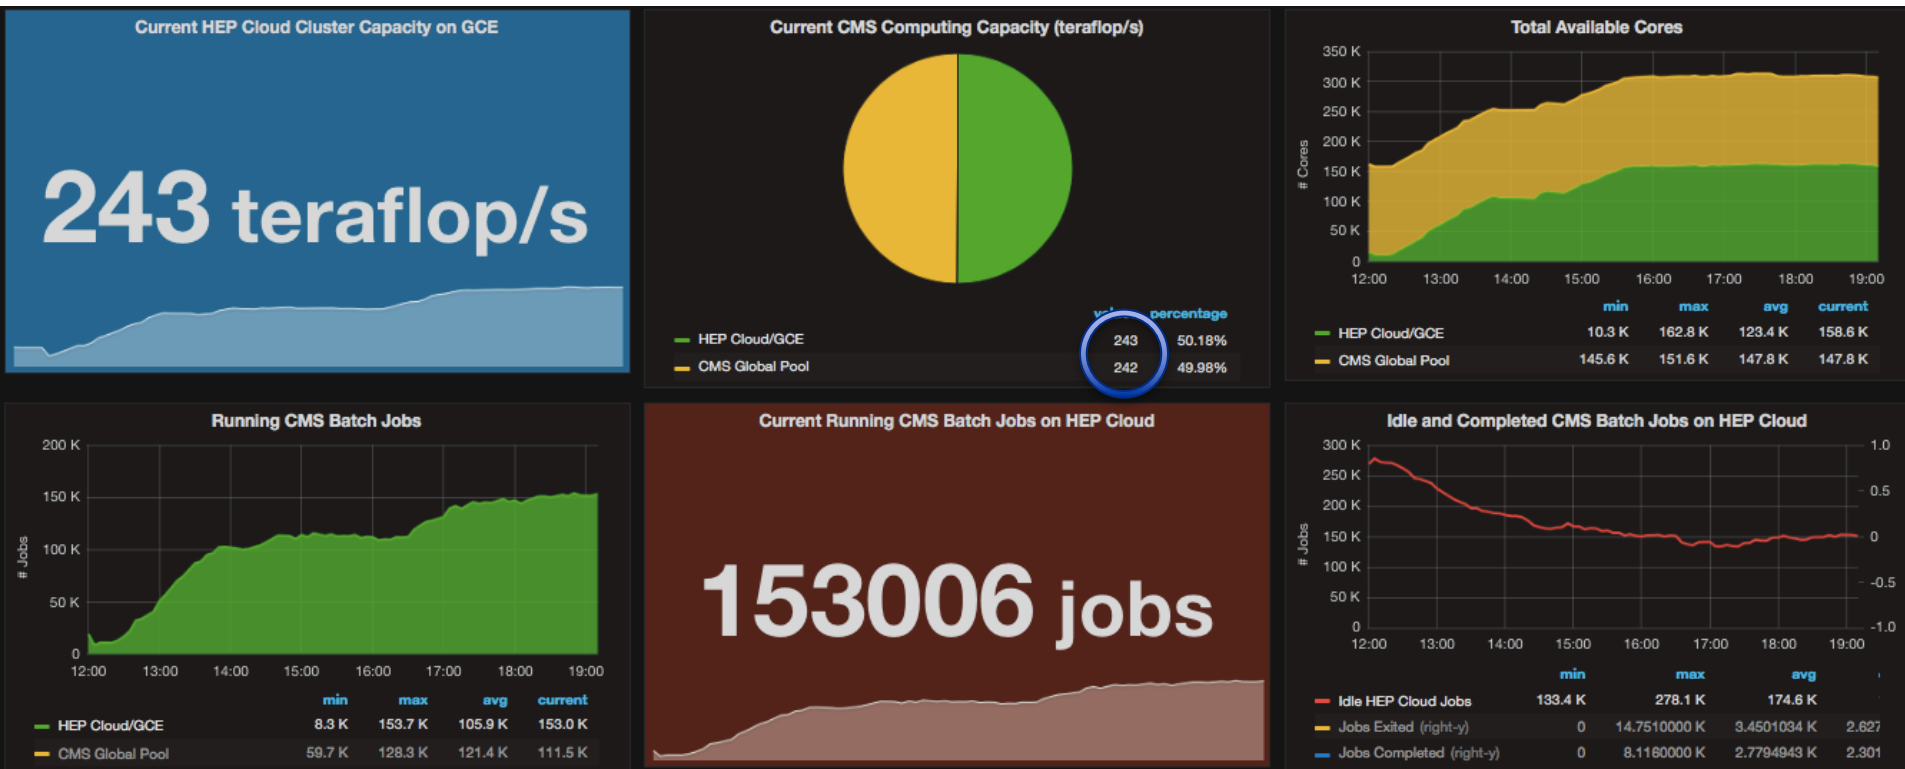 Current HEP Cloud Cluster Capacity on GCE
243 teraflop/s
Current CMS Computing Capacity (teraflop/s)
percentage
HEP Cloud/GCE 243 50.18%
CMS Global Pool 242 49.98%
Total Available Cores
350 K
300 K
250 K
200 K
150 K
100 K
50 K
0
# Cores
12:00 13:00 14:00 15:00 16:00 17:00 18:00 19:00
min max avg current
HEP Cloud/GCE 10.3 K 162.8 K 123.4 K 158.6 K
CMS Global Pool 145.6 K 151.6 K 147.8 K 147.8 K
Running CMS Batch Jobs
200 K
150 K
100 K
50 K
0
# Jobs
12:00 13:00 14:00 15:00 16:00 17:00 18:00 19:00
min max avg current
HEP Cloud/GCE 8.3 K 153.7 K 105.9 K 153.0 K
CMS Global Pool 59.7 K 128.3 K 121.4 K 111.5 K
Current Running CMS Batch Jobs on HEP Cloud
153006 jobs
Idle and Completed CMS Batch Jobs on HEP Cloud
300 K 1.0
250 K
200 K 0.5
150 K 0
100 K
50 K -0.5
0 -1.0
# Jobs
12:00 13:00 14:00 15:00 16:00 17:00 18:00 19:00
min max avg
Idle HEP Cloud Jobs 133.4 K 278.1 K 174.6 K
Jobs Exited (right-y) 0 14.7510000 K 3.4501034 K 2.627
Jobs Completed (right-y) 0 8.1160000 K 2.7794943 K 2.301